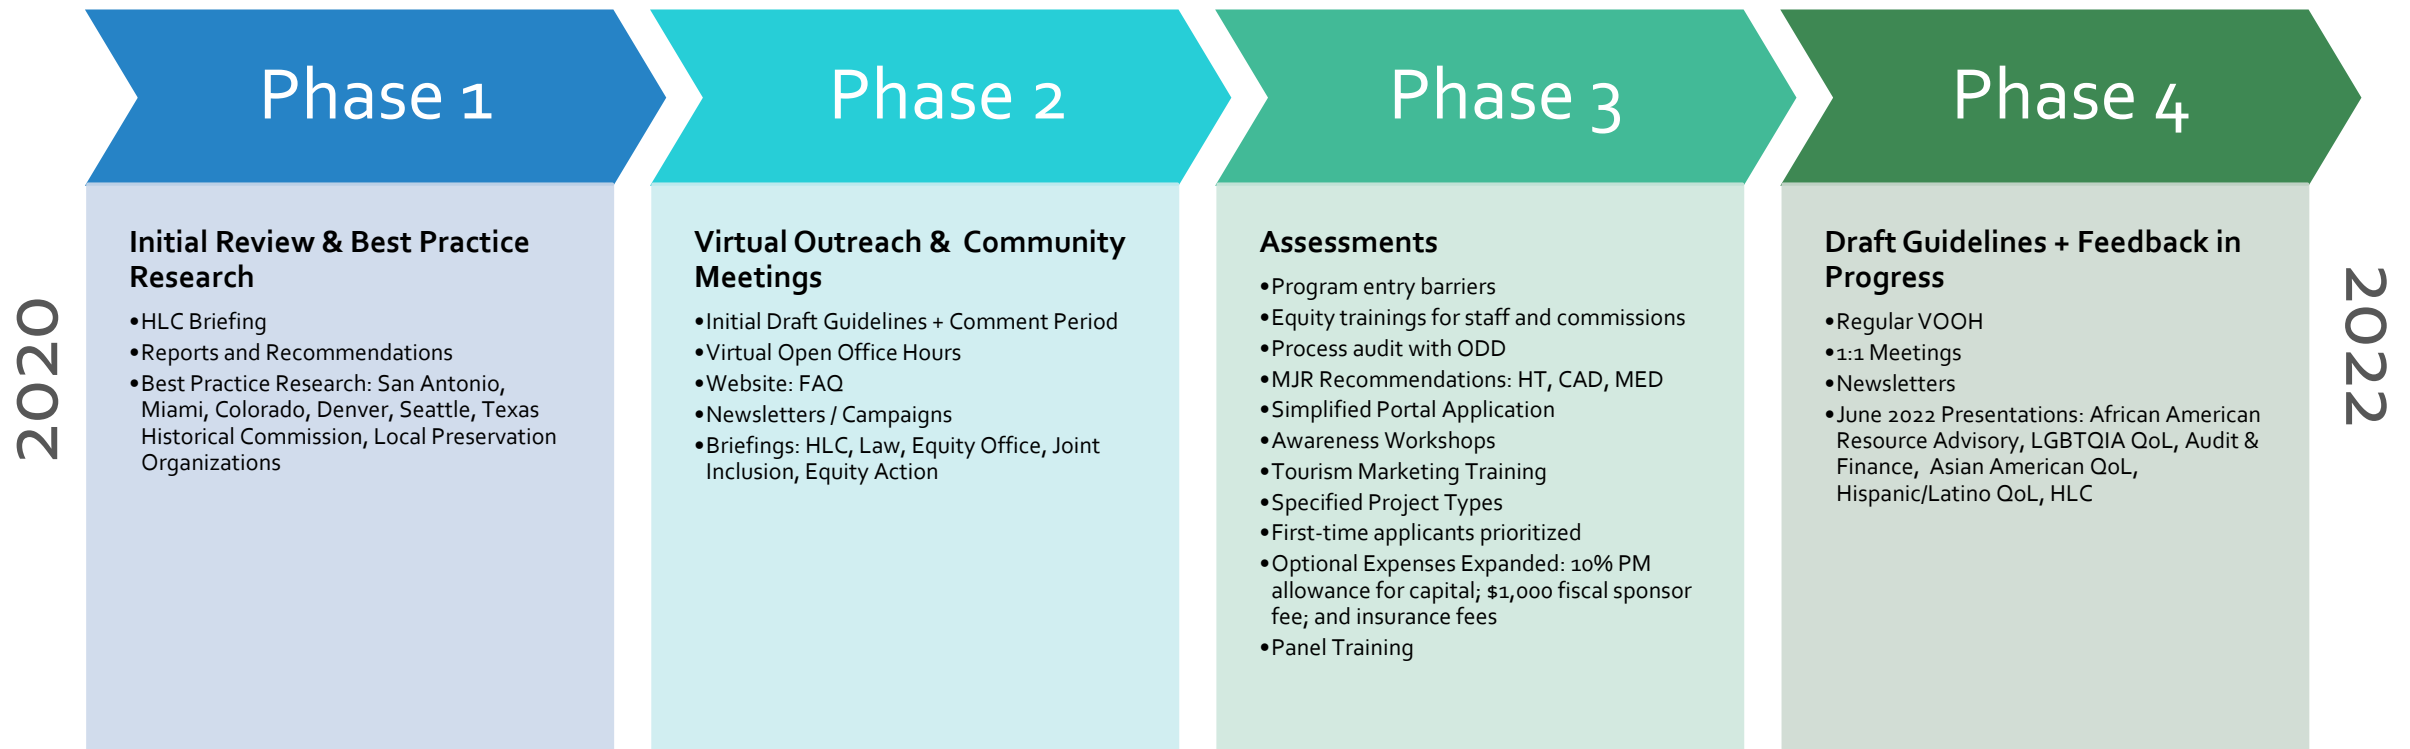 2020
Phase 1
Initial Review & Best Practice
Research
•HLC Briefing
•Reports and Recommendations
•Best Practice Research: San Antonio,
Miami, Colorado, Denver, Seattle, Texas
Historical Commission, Local Preservation
Organizations
Phase 2
Virtual Outreach & Community
Meetings
•Initial Draft Guidelines + Comment Period
•Virtual Open Office Hours
•Website: FAQ
•Newsletters / Campaigns
•Briefings: HLC, Law, Equity Office, Joint
Inclusion, Equity Action
Phase 3
Assessments
•Program entry barriers
•Equity trainings for staff and commissions
•Process audit with ODD
•MJR Recommendations: HT, CAD, MED
•Simplified Portal Application
•Awareness Workshops
•Tourism Marketing Training
•Specified Project Types
•First-time applicants prioritized
•Optional Expenses Expanded: 10% PM
allowance for capital; $1,000 fiscal sponsor
fee; and insurance fees
•Panel Training
Phase 4
Draft Guidelines + Feedback in
Progress
•Regular VOOH
•1:1 Meetings
•Newsletters
•June 2022 Presentations: African American
Resource Advisory, LGBTQIA QoL, Audit &
Finance, Asian American QoL,
Hispanic/Latino QoL, HLC
2022